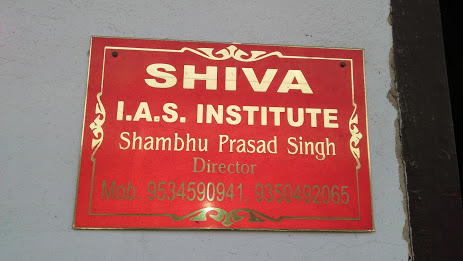 SHIVA
I.A.S. INSTITUTE
Shambhu Prasad Singh
Director
Mob. 9534590941, 9350492065